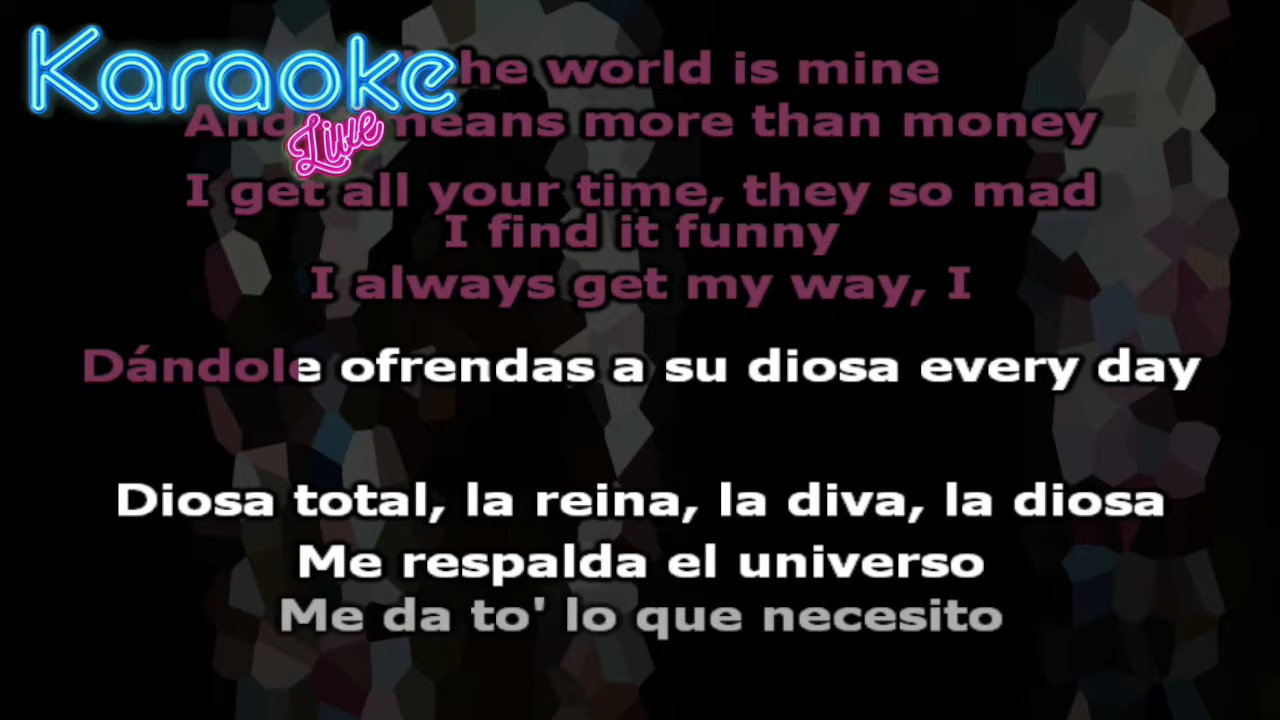 Karaoke
Live
he world is mine
And means more than money
I get all your time, they so mad
I find it funny
I always get my way, I
Dándole ofrendas a su diosa every day
Diosa total, la reina, la diva, la diosa
Me respalda el universo
Me da to' lo que necesito